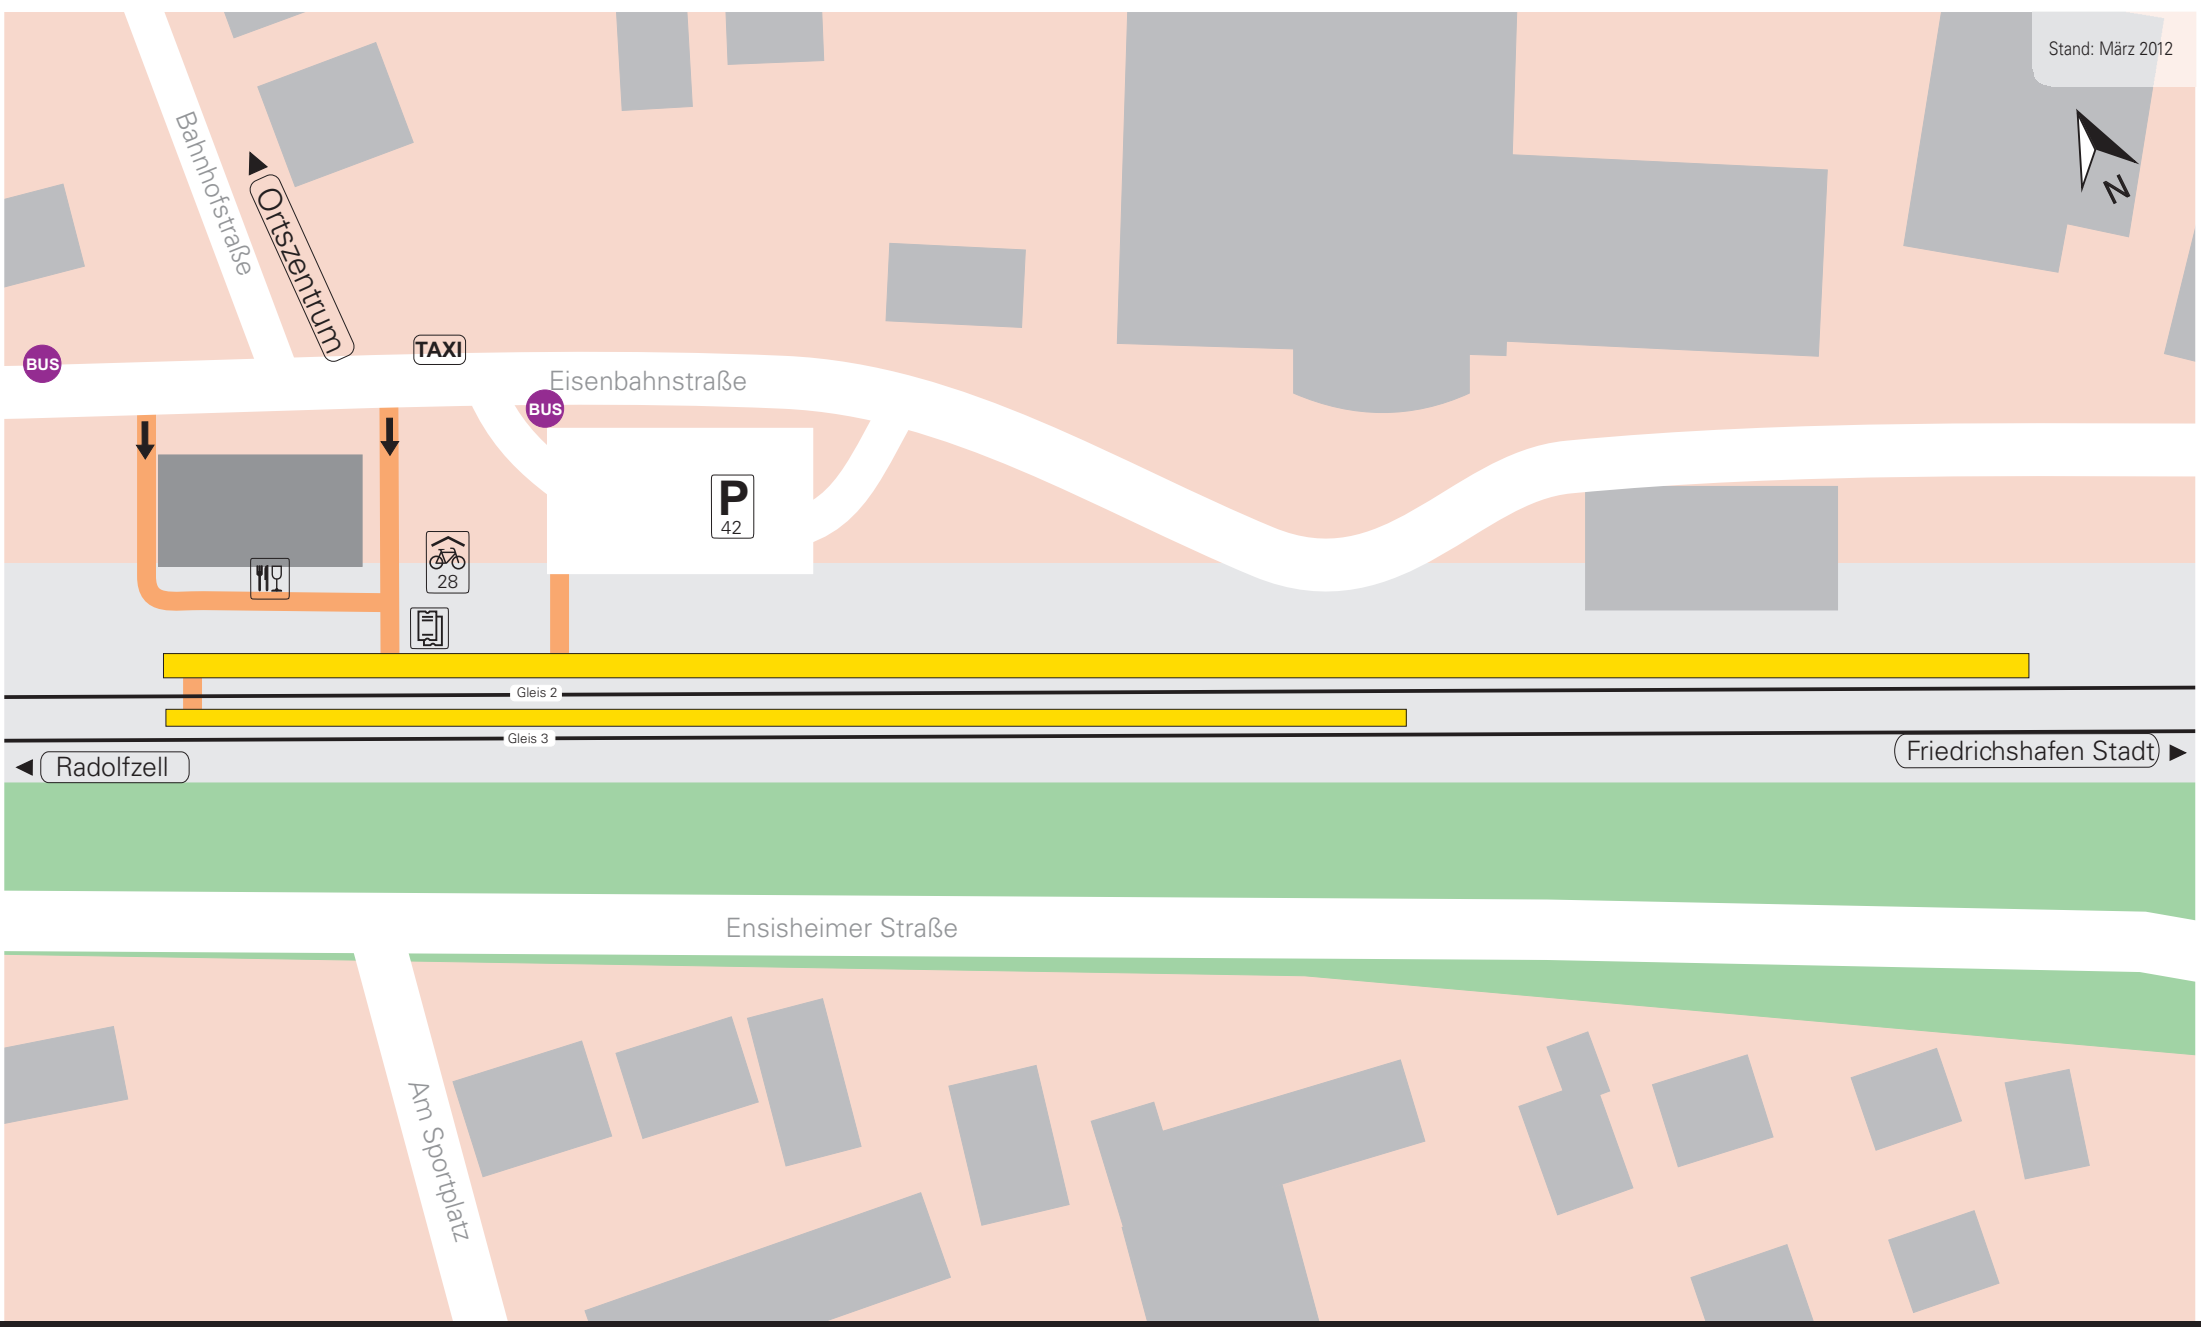 Stand: März 2012
N
Bahnhofstraße
Ortszentrum
BUS
TAXI
Eisenbahnstraße
BUS
P
42
28
Gleis 2
Gleis 3
Radolfzell
Friedrichshafen Stadt
Ensisheimer Straße
Am Sportplatz